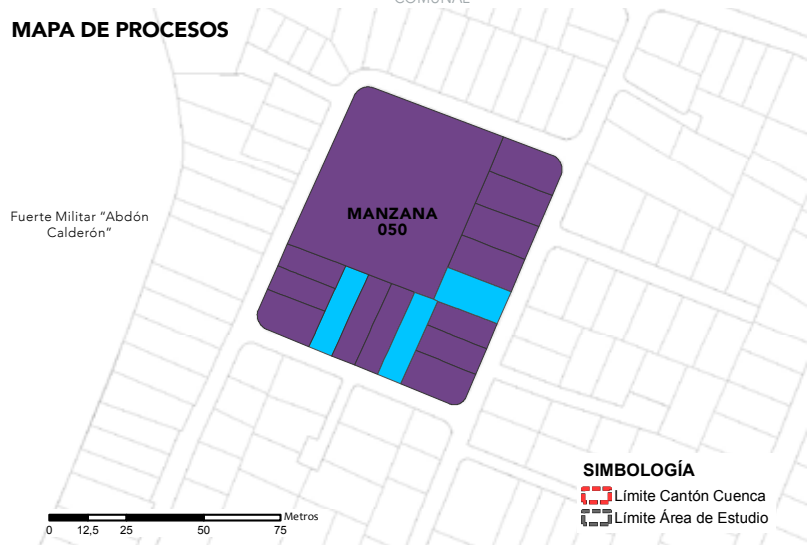 COMUNAL
MAPA DE PROCESOS
MANZANA
050
Fuerte Militar "Abdón
Calderón"
SIMBOLOGÍA
Límite Cantón Cuenca
Límite Área de Estudio
Metros
0 12,5 25 50 75